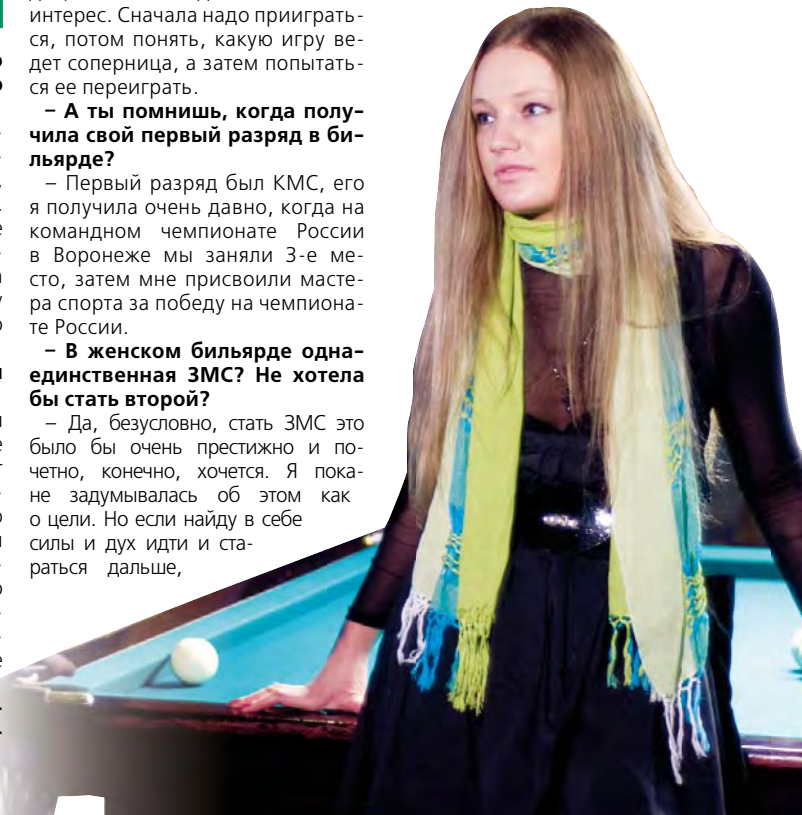 интерес. Сначала надо прииграть-
ся, потом понять, какую игру ве-
дет соперница, а затем попытать-
ся ее переиграть.
– А ты помнишь, когда полу-
чила свой первый разряд в би-
льярде?
– Первый разряд был КМС, его
я получила очень давно, когда на
командном чемпионате России
в Воронеже мы заняли 3-е ме-
сто, затем мне присвоили масте-
ра спорта за победу на чемпиона-
те России.
– В женском бильярде одна-
единственная ЗМС? Не хотела
бы стать второй?
– Да, безусловно, стать ЗМС это
было бы очень престижно и по-
четно, конечно, хочется. Я пока-
не задумывалась об этом как
о цели. Но если найду в себе
силы и дух идти и ста-
раться дальше,